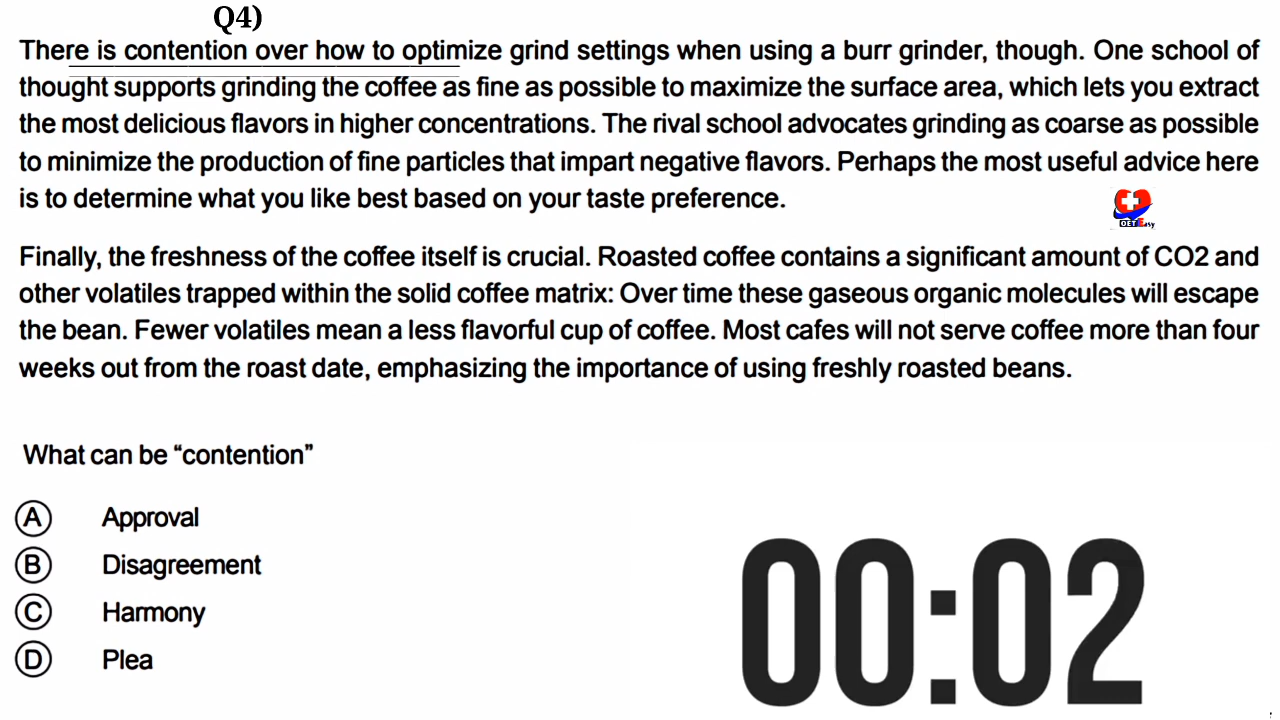 Q4)
There is contention over how to optimize grind settings when using a burr grinder, though. One school of
thought supports grinding the coffee as fine as possible to maximize the surface area, which lets you extract
the most delicious flavors in higher concentrations. The rival school advocates grinding as coarse as possible
to minimize the production of fine particles that impart negative flavors. Perhaps the most useful advice here
is to determine what you like best based on your taste preference.
OET Easy
Finally, the freshness of the coffee itself is crucial. Roasted coffee contains a significant amount of CO2 and
other volatiles trapped within the solid coffee matrix: Over time these gaseous organic molecules will escape
the bean. Fewer volatiles mean a less flavorful cup of coffee. Most cafes will not serve coffee more than four
weeks out from the roast date, emphasizing the importance of using freshly roasted beans.
What can be “contention”
A Approval
B Disagreement
C Harmony
D Plea
00:02